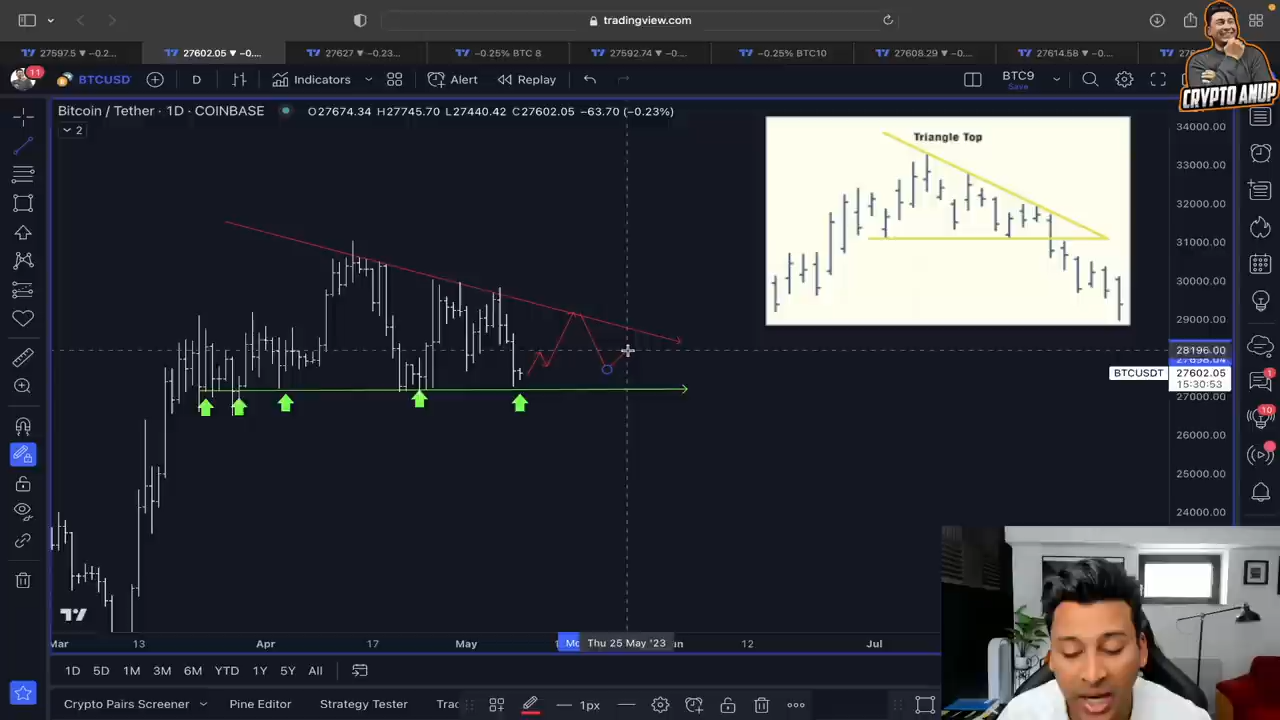 tradingview.com
27597.5 ▼ −0.2...
27602.05 ▼ −0....
27627 ▼ −0.23...
−0.25% BTC 8
27592.74 ▼ −0....
−0.25% BTC10
27608.29 ▼ −0....
27614.58 ▼ −0....
CRYPTO ANUP
11
BTCUSD
D
Indicators
Alert
Replay
BTC9
Save
Bitcoin / Tether · 1D · COINBASE
O27674.34 H27745.70 L27440.42 C27602.05 −63.70 (−0.23%)
2
Triangle Top
34000.00
33000.00
32000.00
31000.00
30000.00
29000.00
28196.00
BTCUSDT
27602.05
15:30:53
27000.00
26000.00
25000.00
24000.00
1
10
Mar
13
Apr
17
May
Thu 25 May '23
12
Jul
1D
5D
1M
3M
6M
YTD
1Y
5Y
All
Crypto Pairs Screener
Pine Editor
Strategy Tester
1px